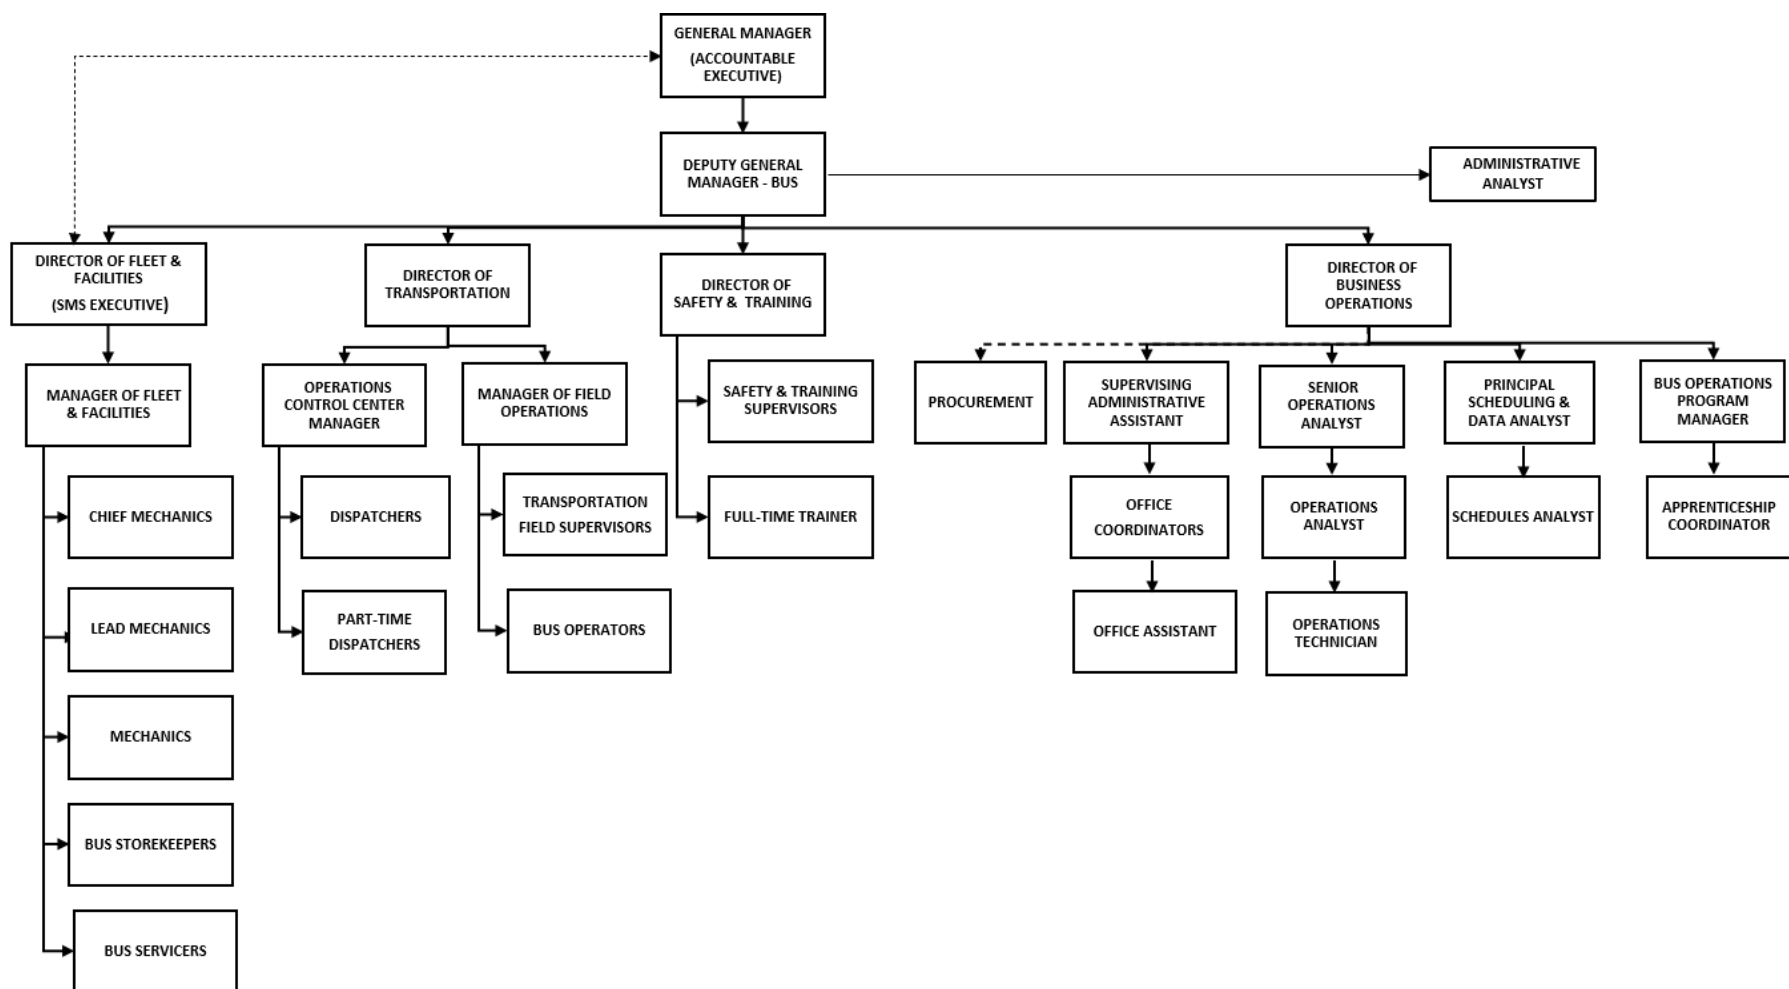 GENERAL MANAGER
(ACCOUNTABLE
EXECUTIVE)
DEPUTY GENERAL
MANAGER - BUS
ADMINISTRATIVE
ANALYST
DIRECTOR OF FLEET &
FACILITIES
(SMS EXECUTIVE)
DIRECTOR OF
TRANSPORTATION
DIRECTOR OF
SAFETY & TRAINING
DIRECTOR OF
BUSINESS
OPERATIONS
MANAGER OF FLEET
& FACILITIES
OPERATIONS
CONTROL CENTER
MANAGER
MANAGER OF FIELD
OPERATIONS
SAFETY & TRAINING
SUPERVISORS
PROCUREMENT
SUPERVISING
ADMINISTRATIVE
ASSISTANT
SENIOR
OPERATIONS
ANALYST
PRINCIPAL
SCHEDULING &
DATA ANALYST
BUS OPERATIONS
PROGRAM
MANAGER
CHIEF MECHANICS
DISPATCHERS
TRANSPORTATION
FIELD SUPERVISORS
FULL-TIME TRAINER
OFFICE
COORDINATORS
OPERATIONS
ANALYST
SCHEDULES ANALYST
APPRENTICESHIP
COORDINATOR
LEAD MECHANICS
PART-TIME
DISPATCHERS
BUS OPERATORS
OFFICE ASSISTANT
OPERATIONS
TECHNICIAN
MECHANICS
BUS STOREKEEPERS
BUS SERVICERS